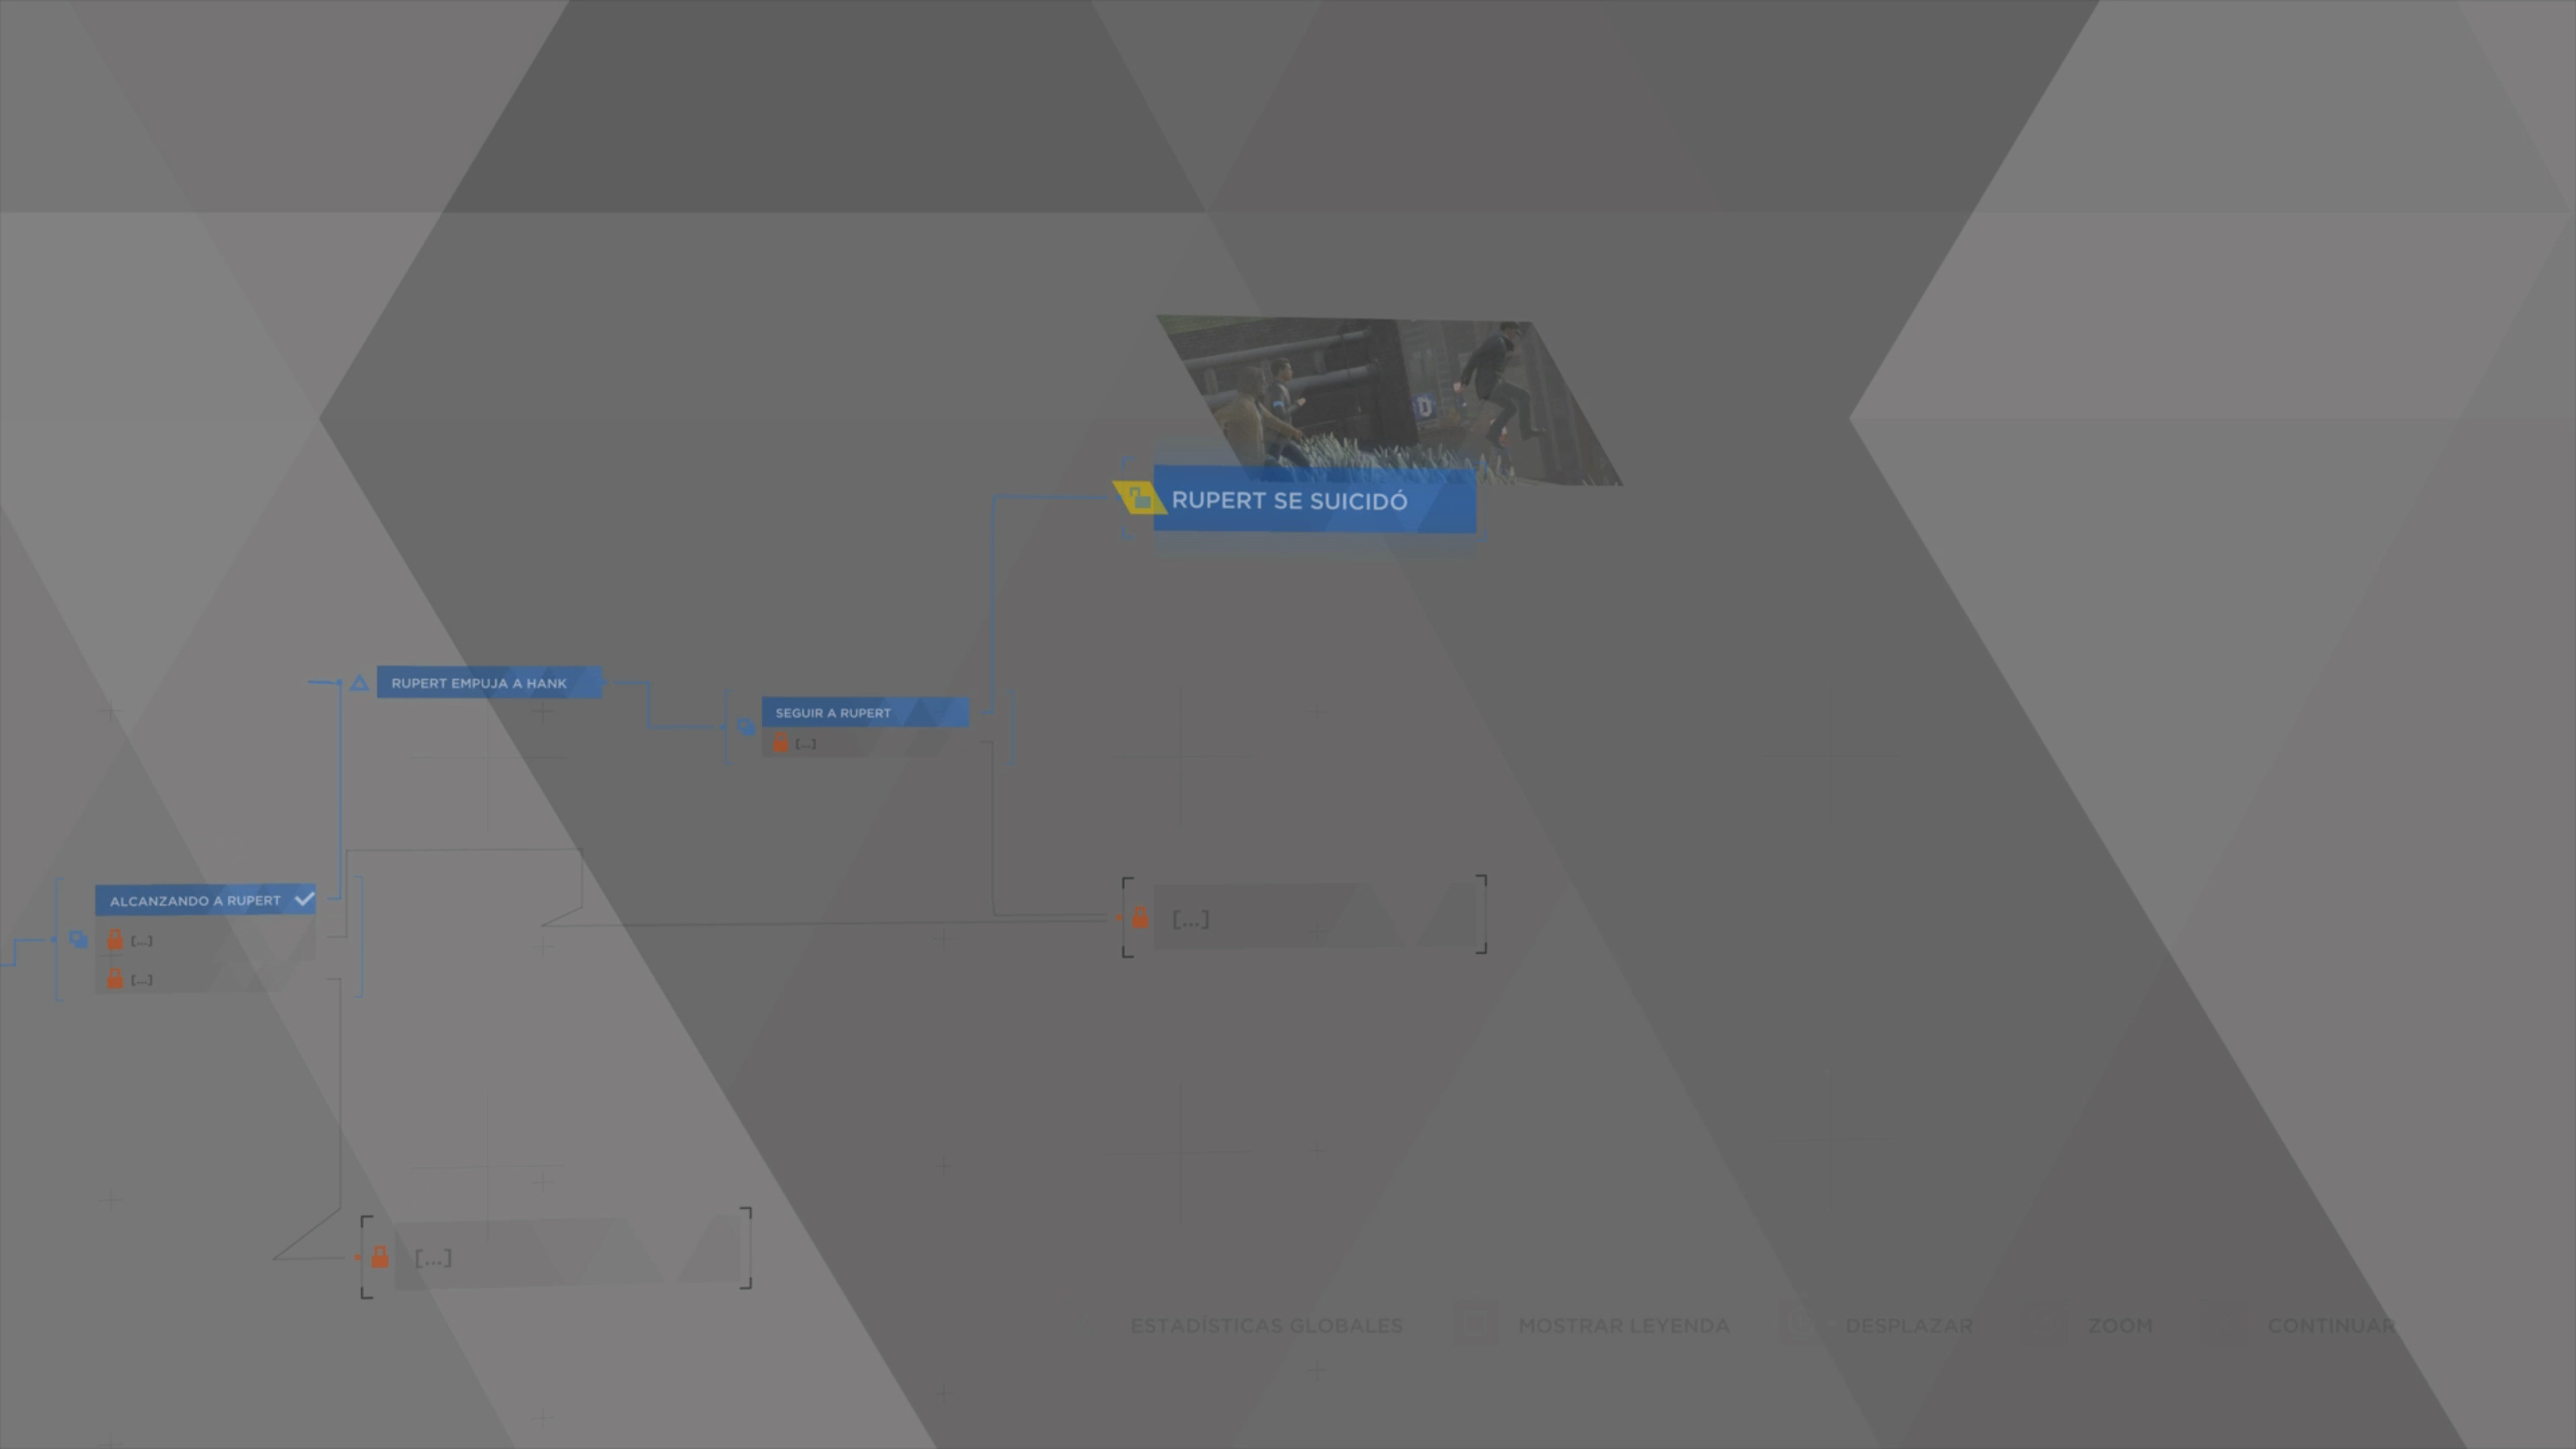 RUPERT SE SUICIDÓ
RUPERT EMPUJA A HANK
SEGUIR A RUPERT
[...]
ALCANZANDO A RUPERT
[...]
[...]
[...]
[...]
ESTADÍSTICAS GLOBALES
MOSTRAR LEYENDA
DESPLAZAR
ZOOM
CONTINUAR